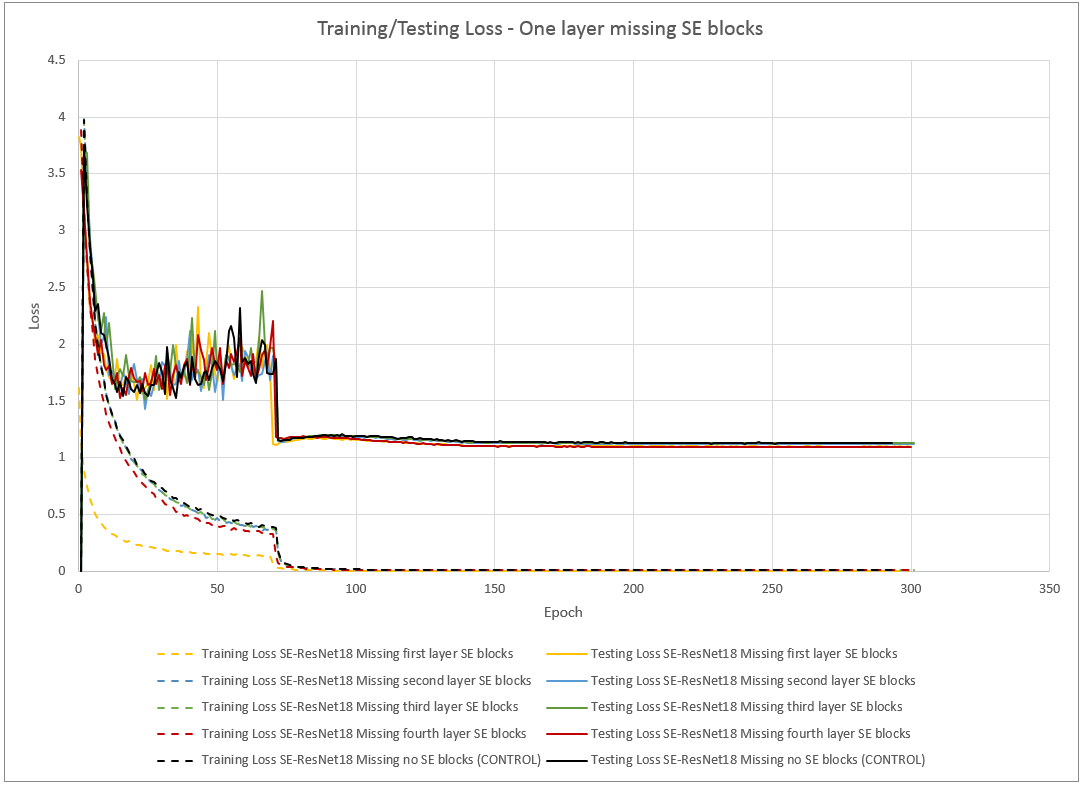 Training/Testing Loss - One layer missing SE blocks
4.5
4
3.5
3
2.5
2
1.5
1
0.5
0
Loss
0 50 100 150 200 250 300 350
Epoch
Training Loss SE-ResNet18 Missing first layer SE blocks Testing Loss SE-ResNet18 Missing first layer SE blocks
Training Loss SE-ResNet18 Missing second layer SE blocks Testing Loss SE-ResNet18 Missing second layer SE blocks
Training Loss SE-ResNet18 Missing third layer SE blocks Testing Loss SE-ResNet18 Missing third layer SE blocks
Training Loss SE-ResNet18 Missing fourth layer SE blocks Testing Loss SE-ResNet18 Missing fourth layer SE blocks
Training Loss SE-ResNet18 Missing no SE blocks (CONTROL) Testing Loss SE-ResNet18 Missing no SE blocks (CONTROL)